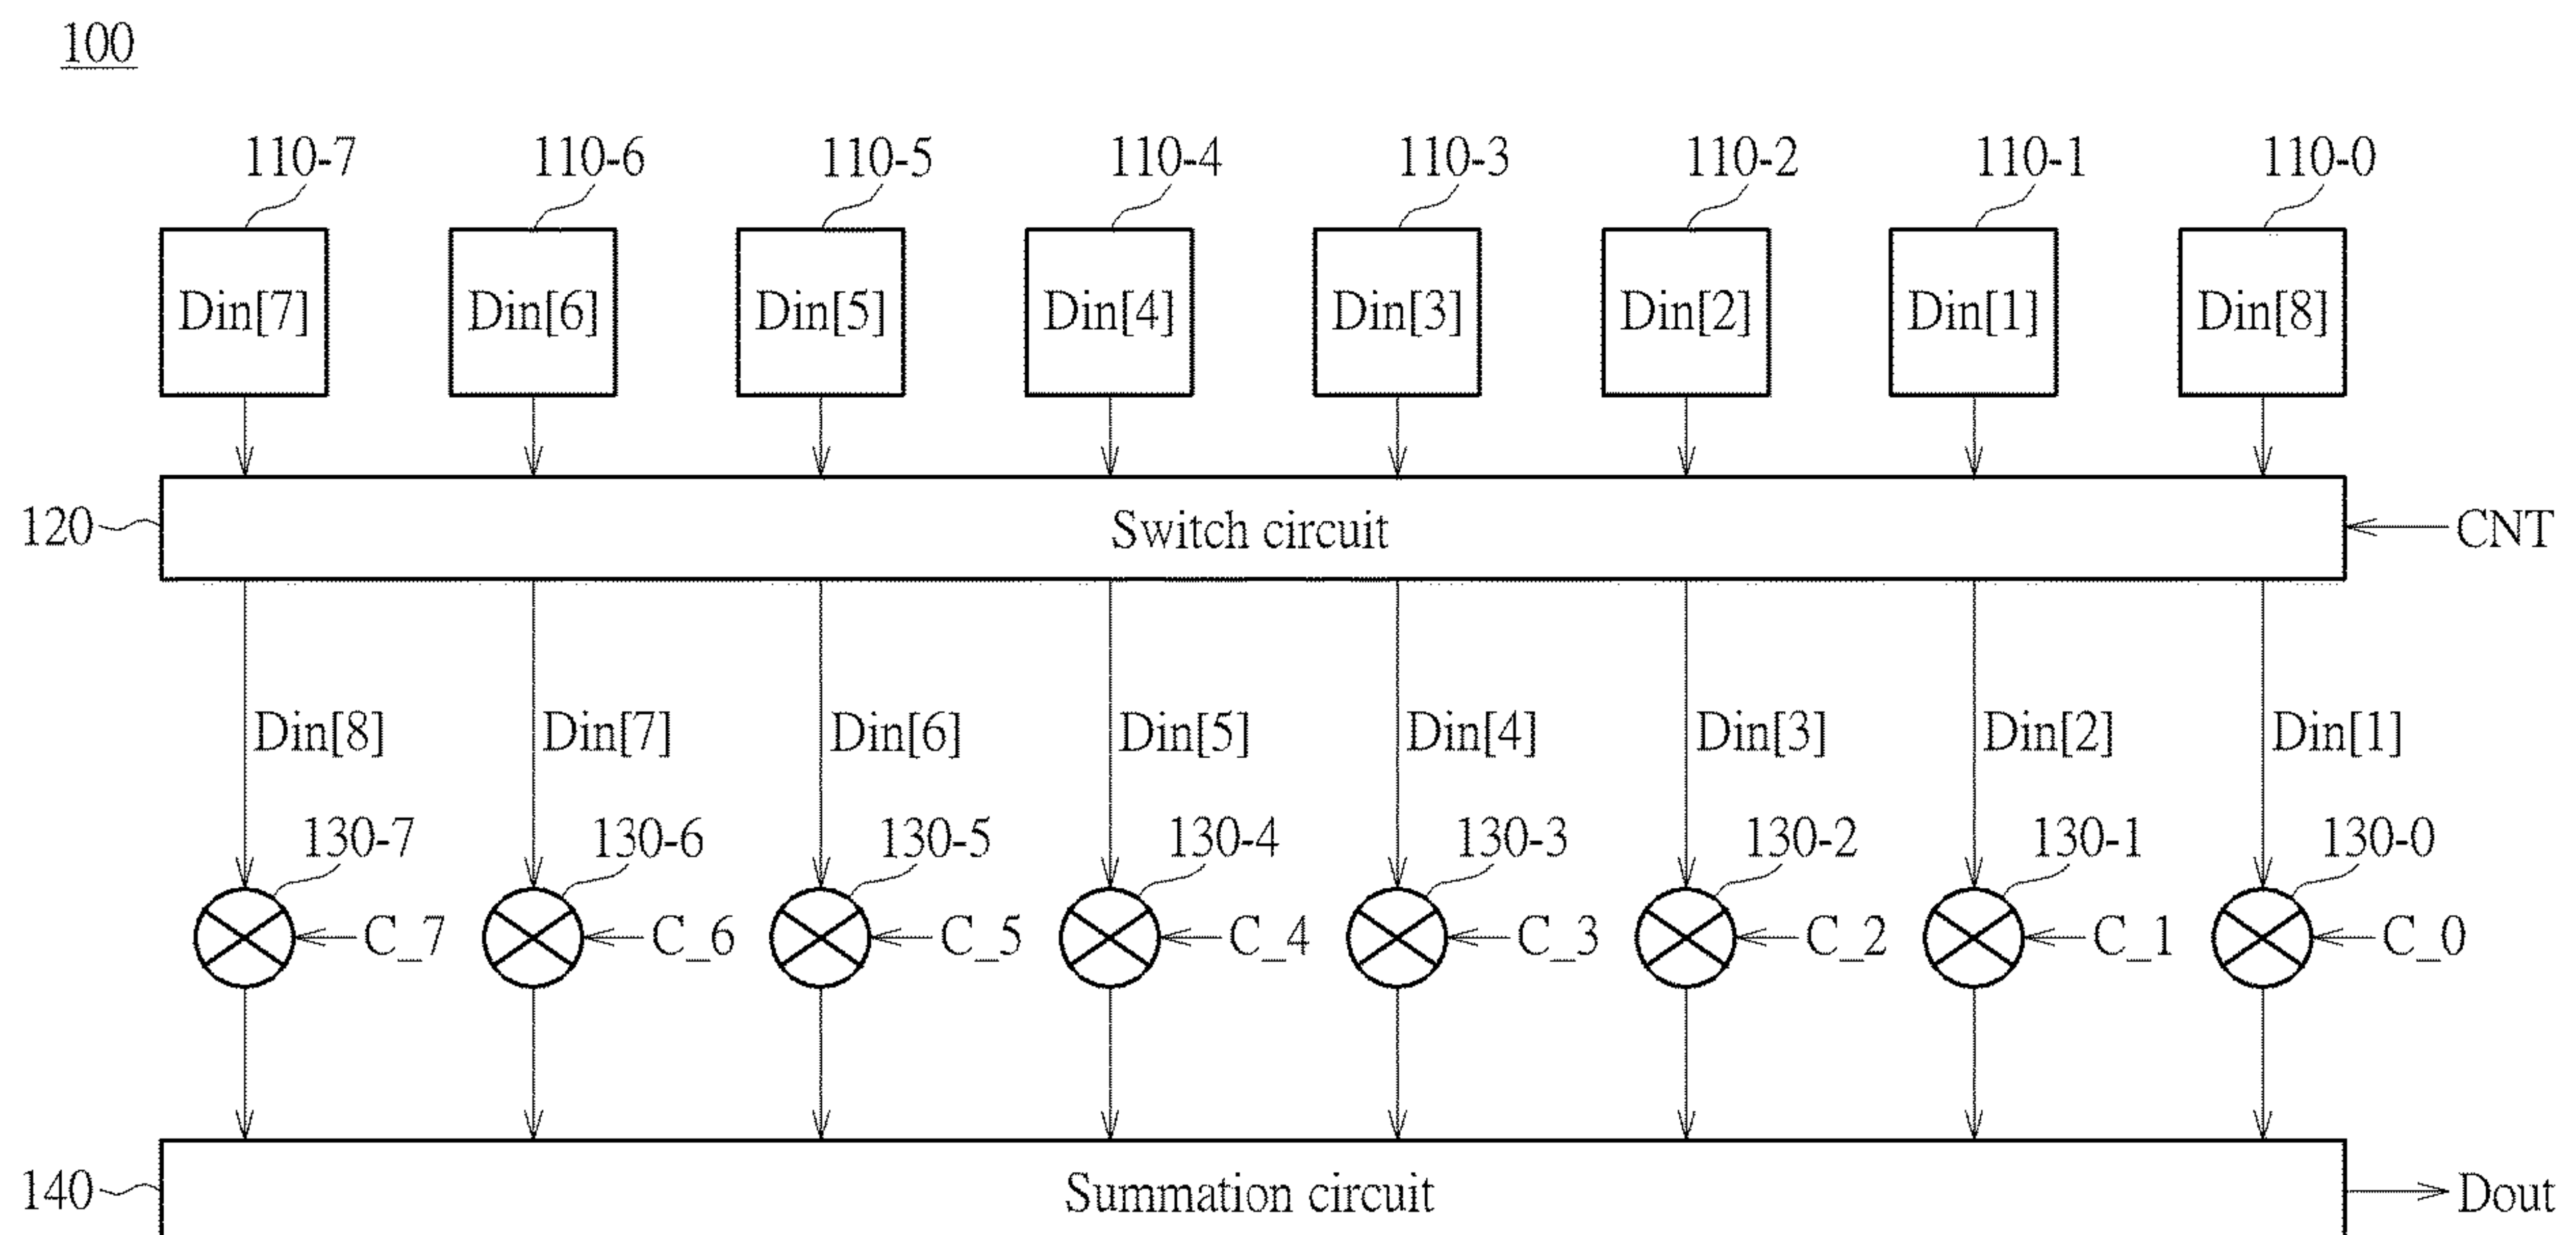 100
110-7 110-6 110-5 110-4 110-3 110-2 110-1 110-0
Din[7] Din[6] Din[5] Din[4] Din[3] Din[2] Din[1] Din[8]
120 Switch circuit CNT
Din[8] Din[7] Din[6] Din[5] Din[4] Din[3] Din[2] Din[1]
130-7 130-6 130-5 130-4 130-3 130-2 130-1 130-0
C_7 C_6 C_5 C_4 C_3 C_2 C_1 C_0
140 Summation circuit Dout